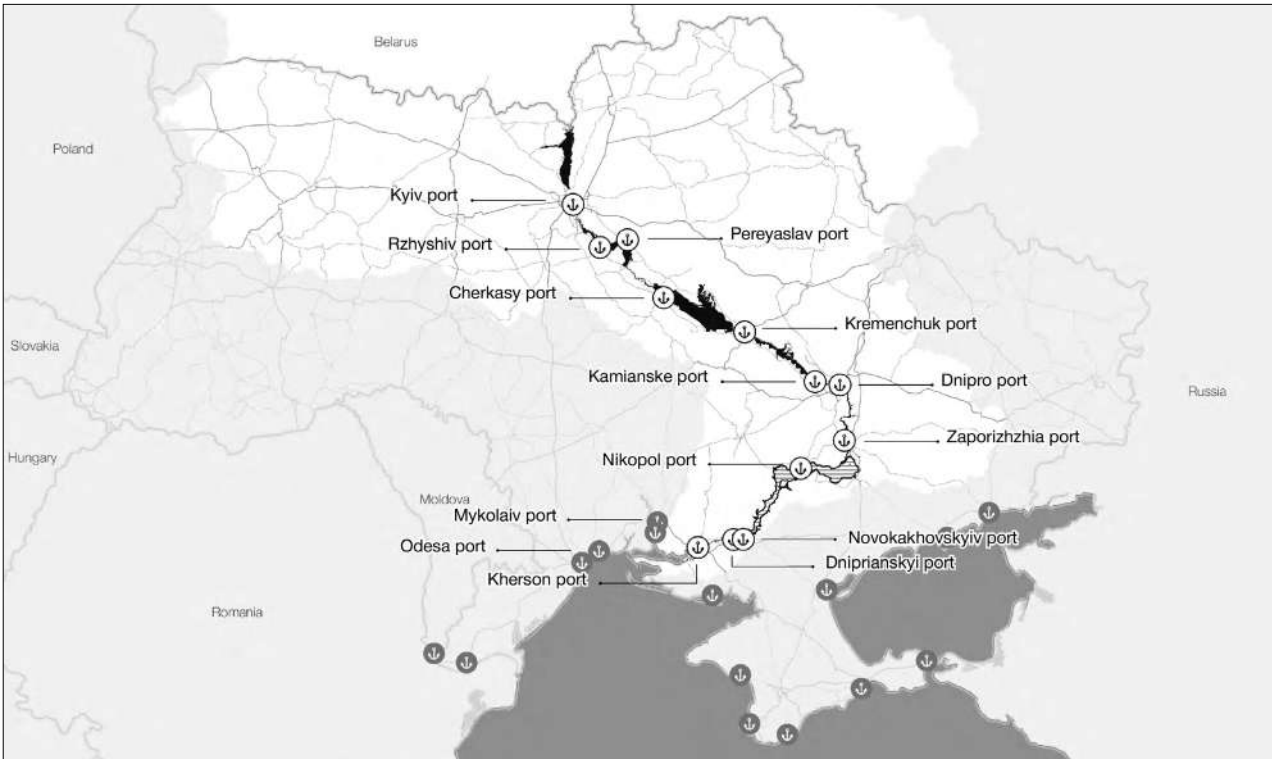 Belarus
Poland
Kyiv port
Pereyaslav port
Rzhyshiv port
Cherkasy port
Kremenchuk port
Slovakia
Kamianske port
Dnipro port
Russia
Zaporizhzhia port
Hungary
Nikopol port
Moldova
Mykolaiv port
Novokakhovskyiv port
Odesa port
Dniprianskyi port
Kherson port
Romania